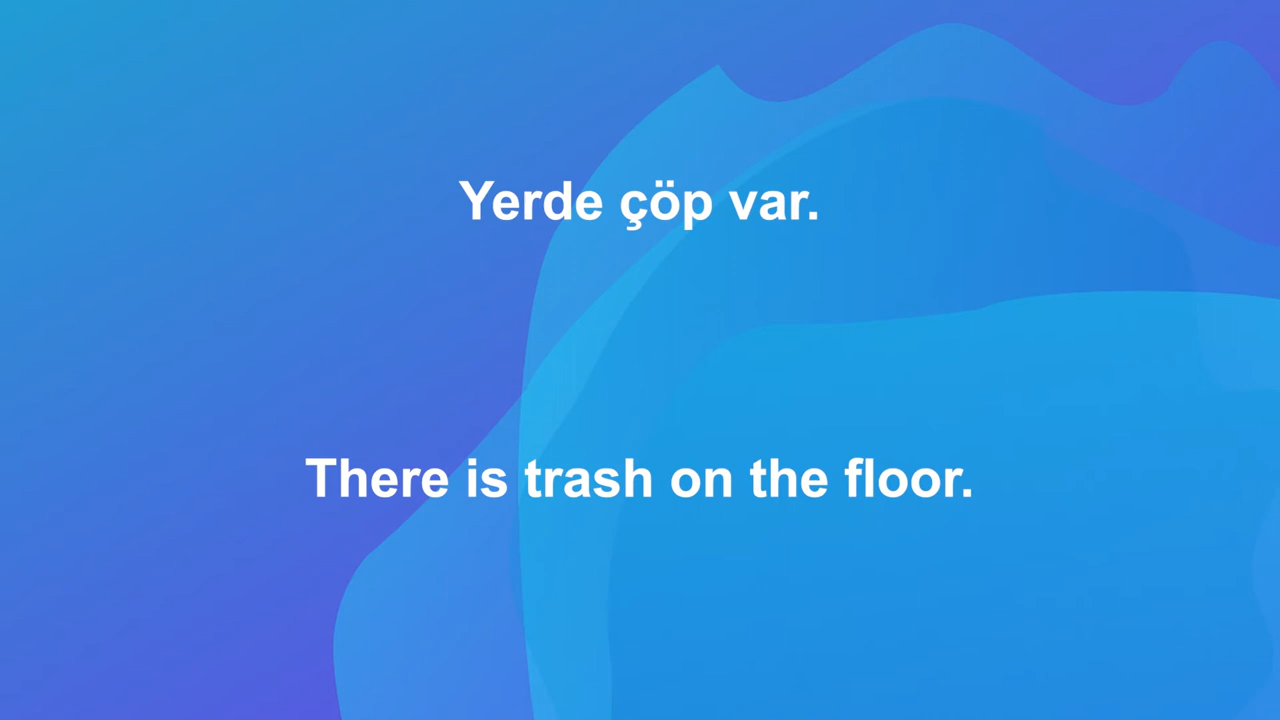 Yerde çöp var.
There is trash on the floor.